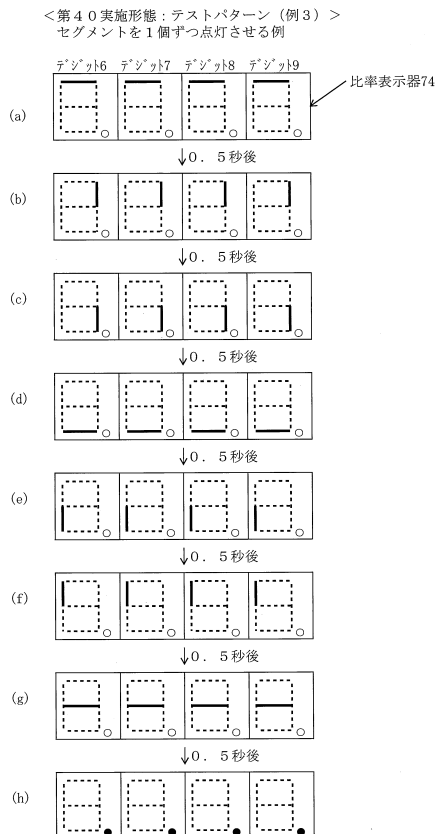 ＜第４０実施形態：テストパターン（例３）＞
セグメントを１個ずつ点灯させる例
ﾃﾞｼﾞｯﾄ6 ﾃﾞｼﾞｯﾄ7 ﾃﾞｼﾞｯﾄ8 ﾃﾞｼﾞｯﾄ9
比率表示器74
(a)
↓０．５秒後
(b)
↓０．５秒後
(c)
↓０．５秒後
(d)
↓０．５秒後
(e)
↓０．５秒後
(f)
↓０．５秒後
(g)
↓０．５秒後
(h)